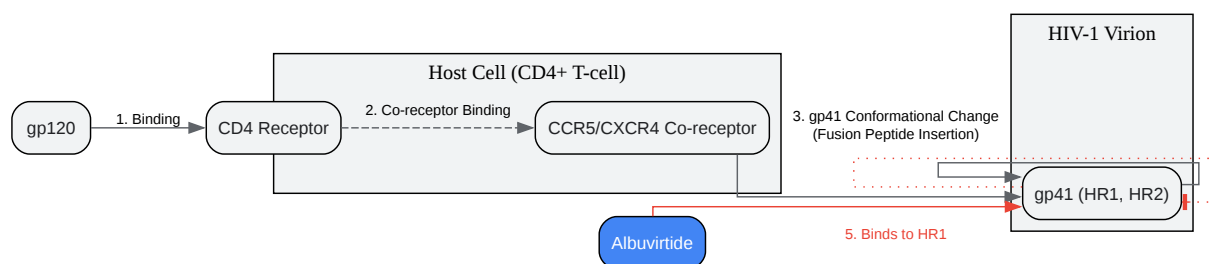 HIV-1 Virion
Host Cell (CD4+ T-cell)
gp120
1. Binding
CD4 Receptor
2. Co-receptor Binding
CCR5/CXCR4 Co-receptor
3. gp41 Conformational Change
(Fusion Peptide Insertion)
gp41 (HR1, HR2)
Albuvirtide
5. Binds to HR1